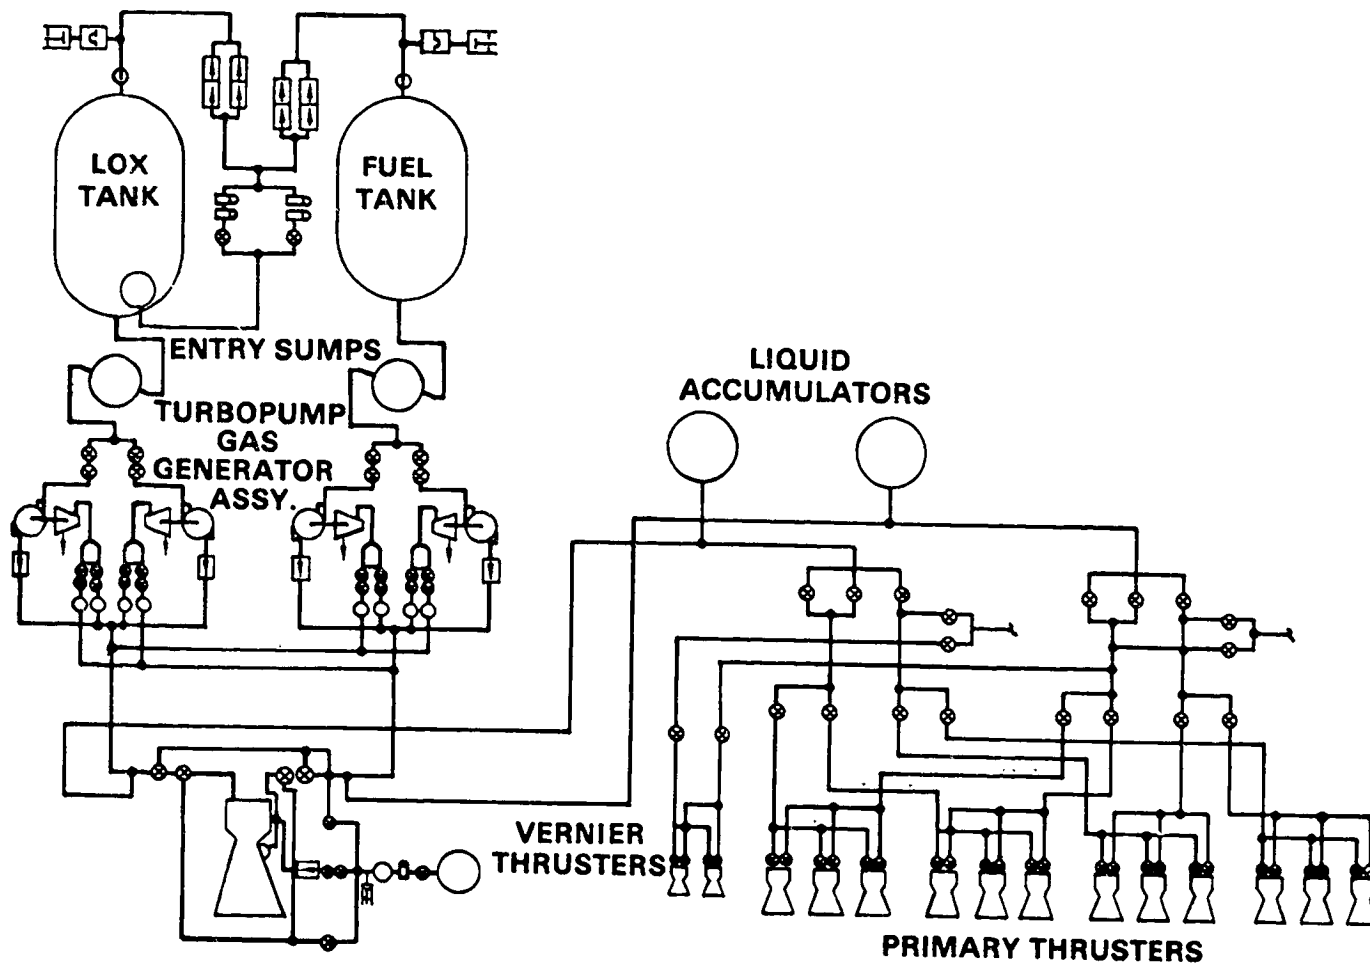 LOX
TANK
FUEL
TANK
ENTRY SUMPS
TURBOPUMP
GAS
GENERATOR
ASSY.
LIQUID
ACCUMULATORS
VERNIER
THRUSTERS
PRIMARY THRUSTERS